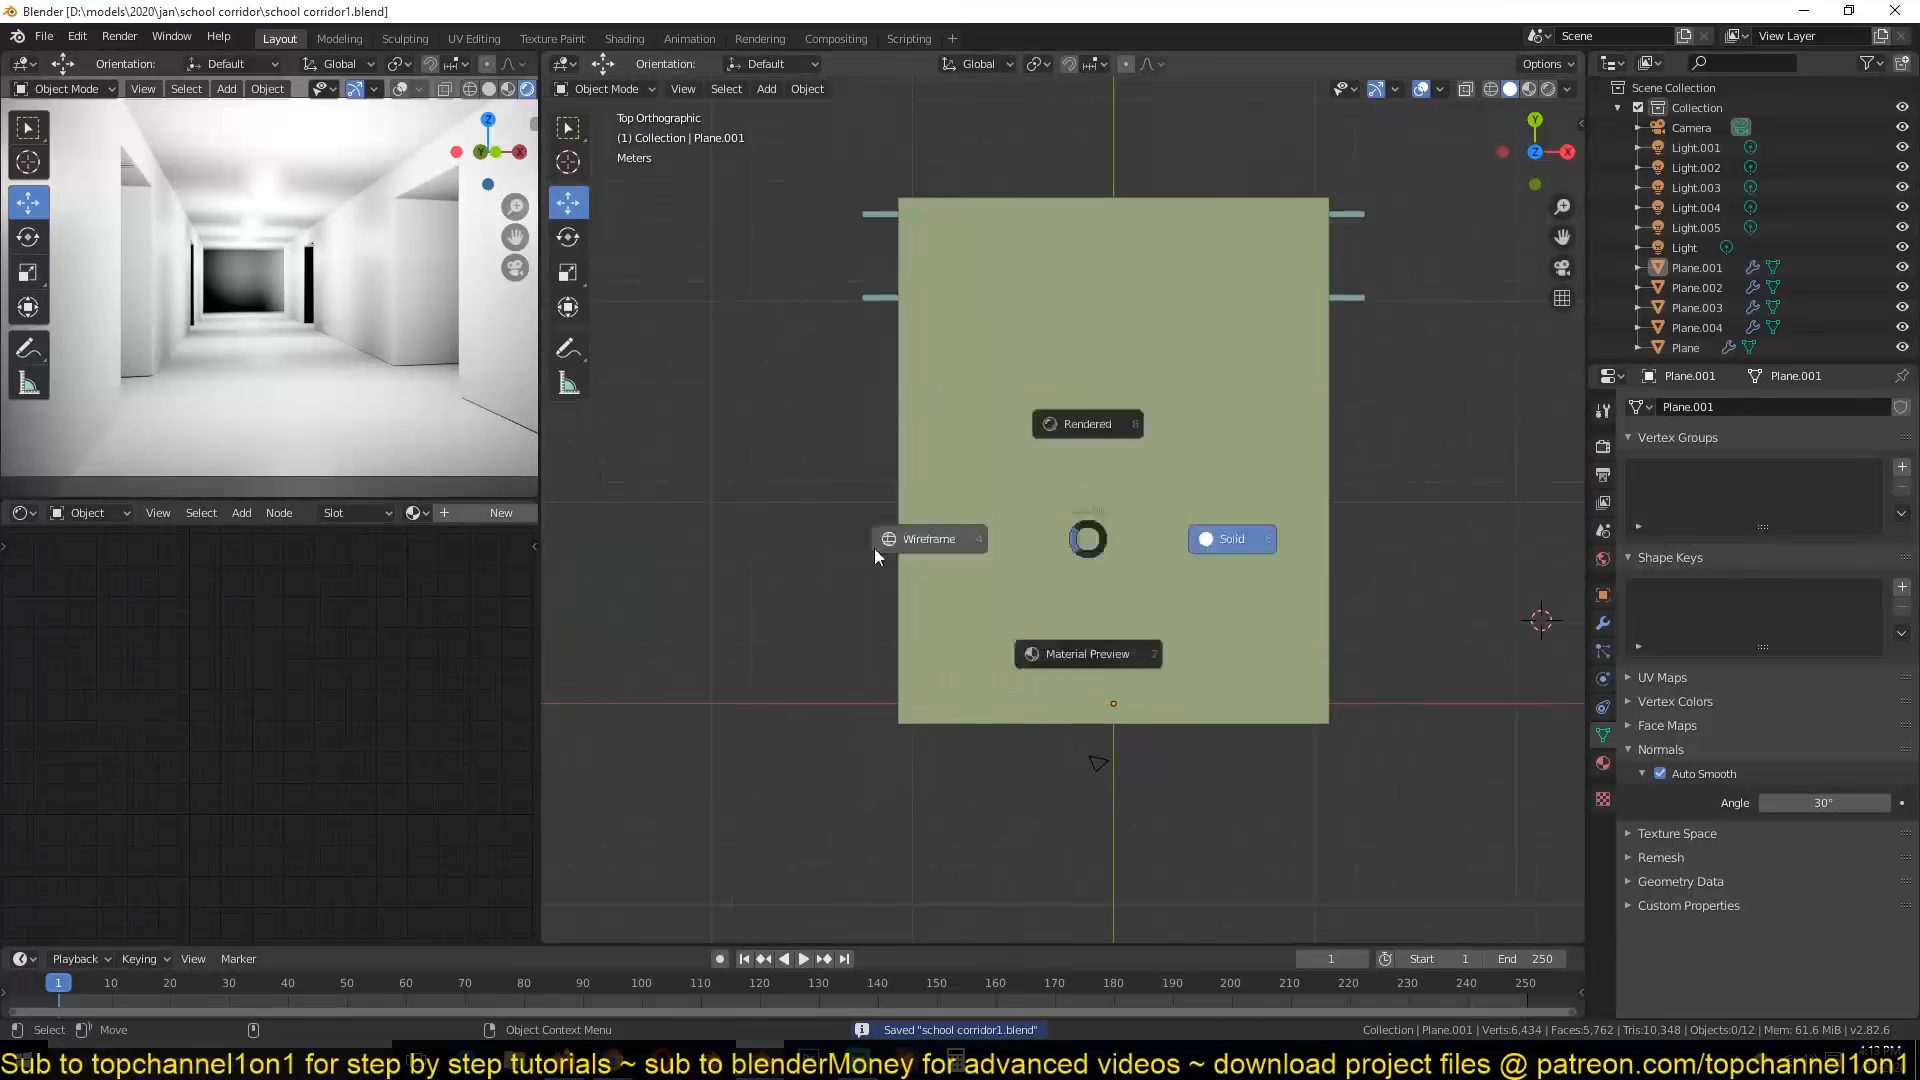 Blender [D:\models\2020\jan\school corridor\school corridor1.blend]
File Edit Render Window Help Layout Modeling Sculpting UV Editing Texture Paint Shading Animation Rendering Compositing Scripting Scene View Layer
Orientation: Default Global Orientation: Default Global Options
Object Mode View Select Add Object Object Mode View Select Add Object
Top Orthographic
(1) Collection | Plane.001
Meters
Scene Collection
Collection
Camera
Light.001
Light.002
Light.003
Light.004
Light.005
Light
Plane.001
Plane.002
Plane.003
Plane.004
Plane
Z Y X
Y X Z
Plane.001 Plane.001
Plane.001
Vertex Groups
Shape Keys
UV Maps
Vertex Colors
Face Maps
Normals
Auto Smooth
Angle 30°
Texture Space
Remesh
Geometry Data
Custom Properties
Rendered 8
Wireframe 4
Solid 6
Material Preview 2
Object View Select Add Node Slot New
Playback Keying View Marker 1 Start 1 End 250
1 10 20 30 40 50 60 70 80 90 100 110 120 130 140 150 160 170 180 190 200 210 220 230 240 250
Select Move Object Context Menu Saved "school corridor1.blend" Collection | Plane.001 | Verts:6,434 | Faces:5,762 | Tris:10,348 | Objects:0/12 | Mem: 61.6 MiB | v2.82.6
4:13 PM
Sub to topchannel1on1 for step by step tutorials ~ sub to blenderMoney for advanced videos ~ download project files @ patreon.com/topchannel1on1